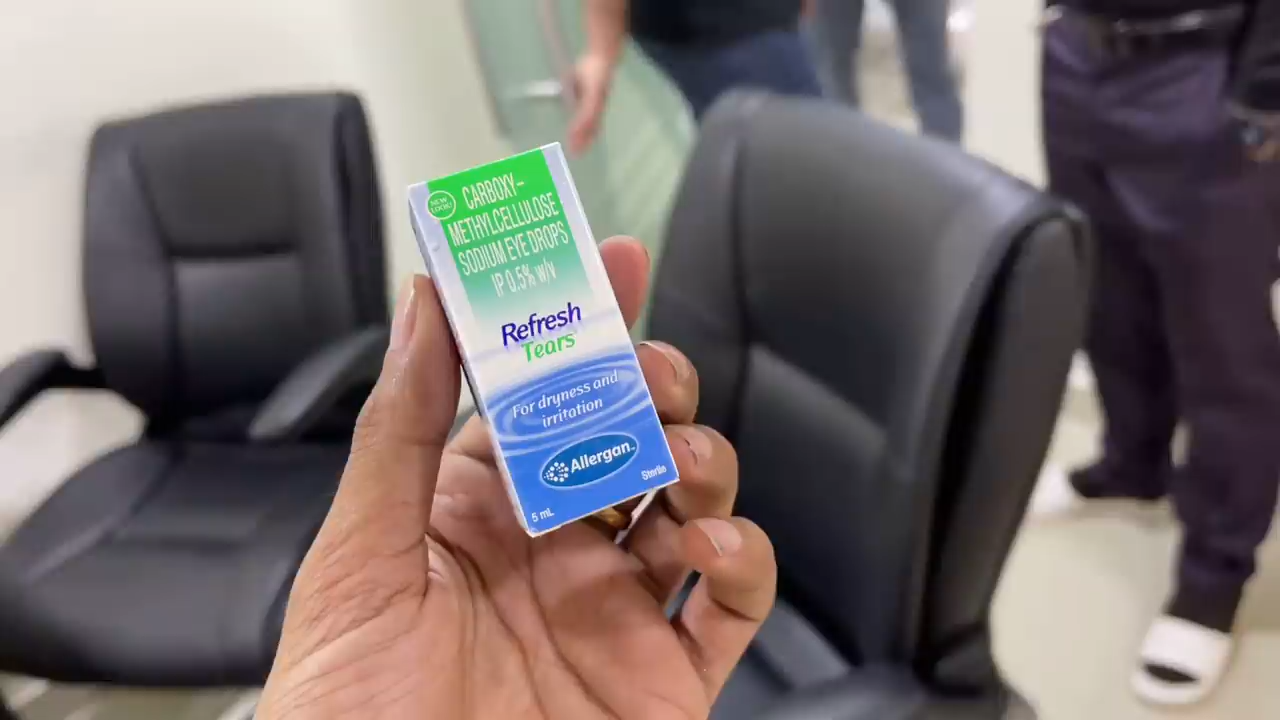 NEW
LOOK!
CARBOXY-
METHYLCELLULOSE
SODIUM EYE DROPS
IP 0.5% w/v
Refresh
Tears
For dryness and
irritation
Allergan™
Sterile
5 mL